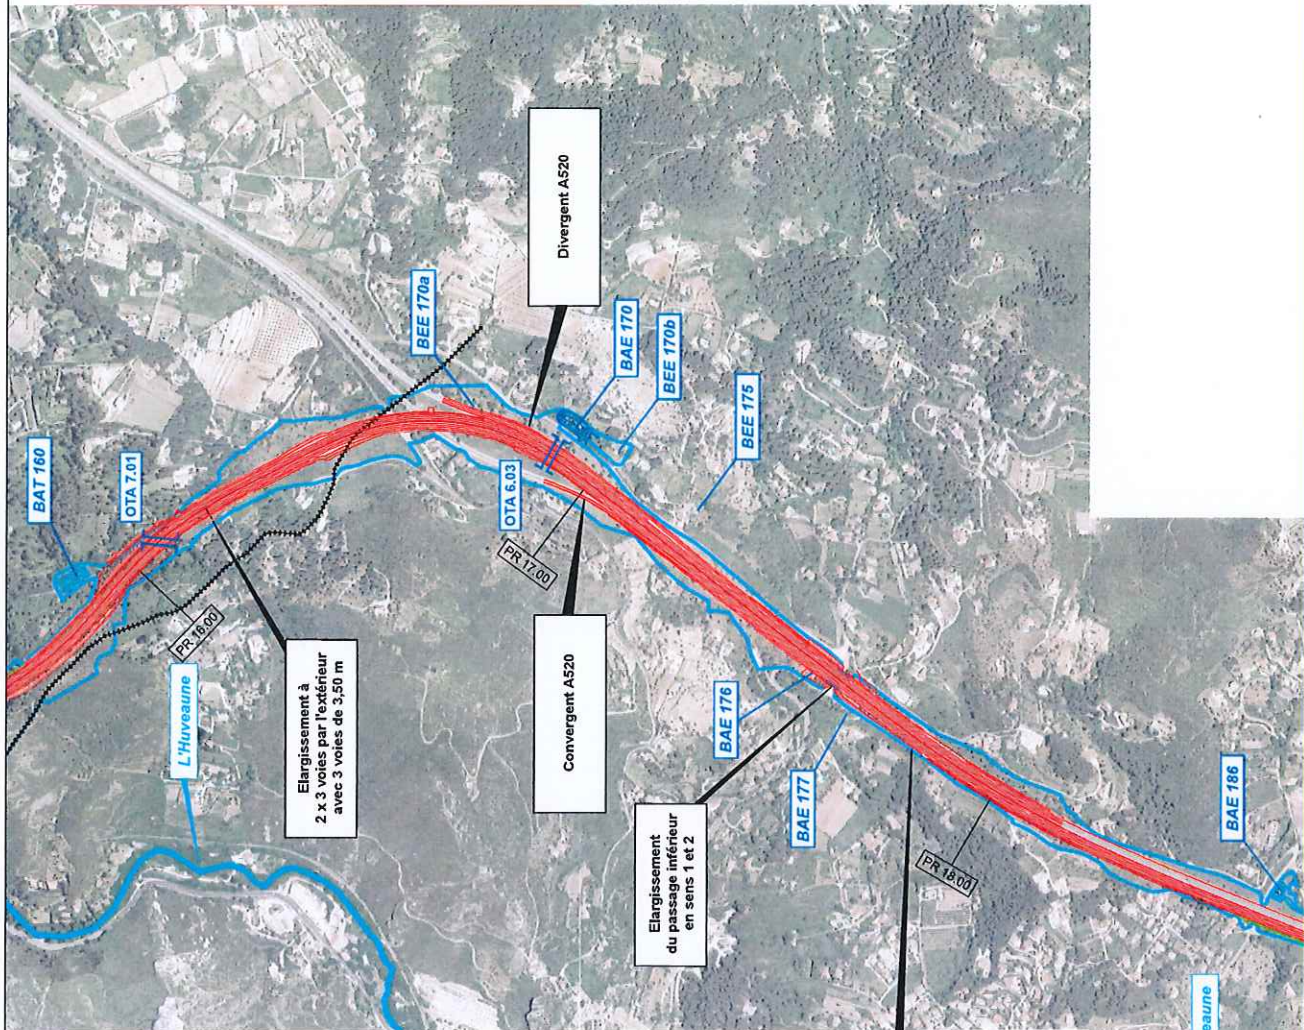 Divergent A520
BEE 170a
BAE 170
BEE 170b
BEE 175
BAT 160
OTA 7.01
OTA 6.03
PR 17.00
PR 16.00
L'Huveaune
Elargissement à
2 x 3 voies par l'extérieur
avec 3 voies de 3,50 m
Convergent A520
BAE 176
BAE 177
Elargissement
du passage inférieur
en sens 1 et 2
PR 18.00
BAE 186
eaune